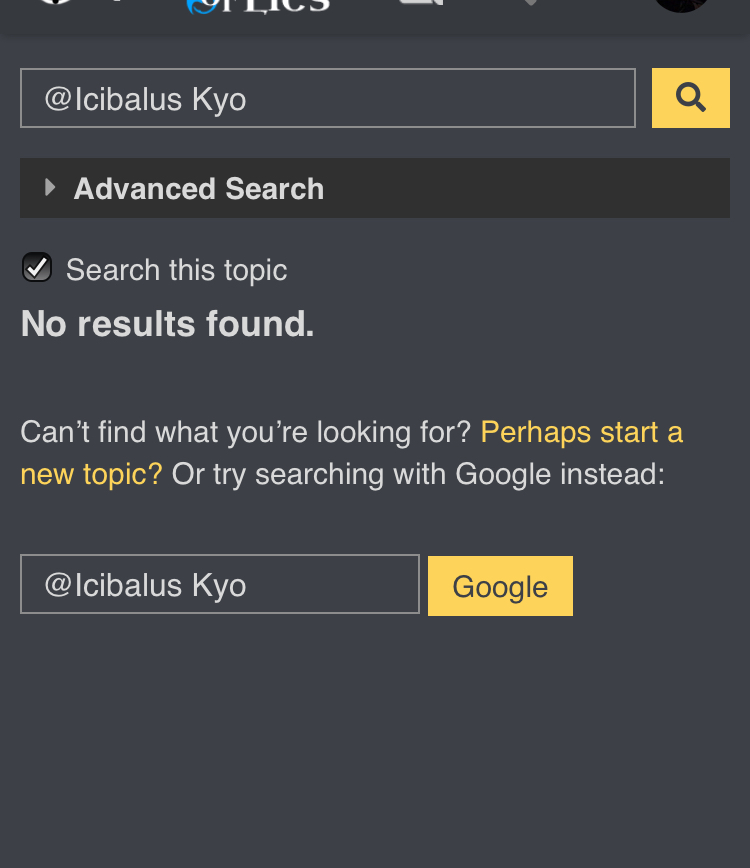 @Icibalus Kyo
Advanced Search
Search this topic
No results found.
Can’t find what you’re looking for? Perhaps start a
new topic? Or try searching with Google instead:
@Icibalus Kyo
Google